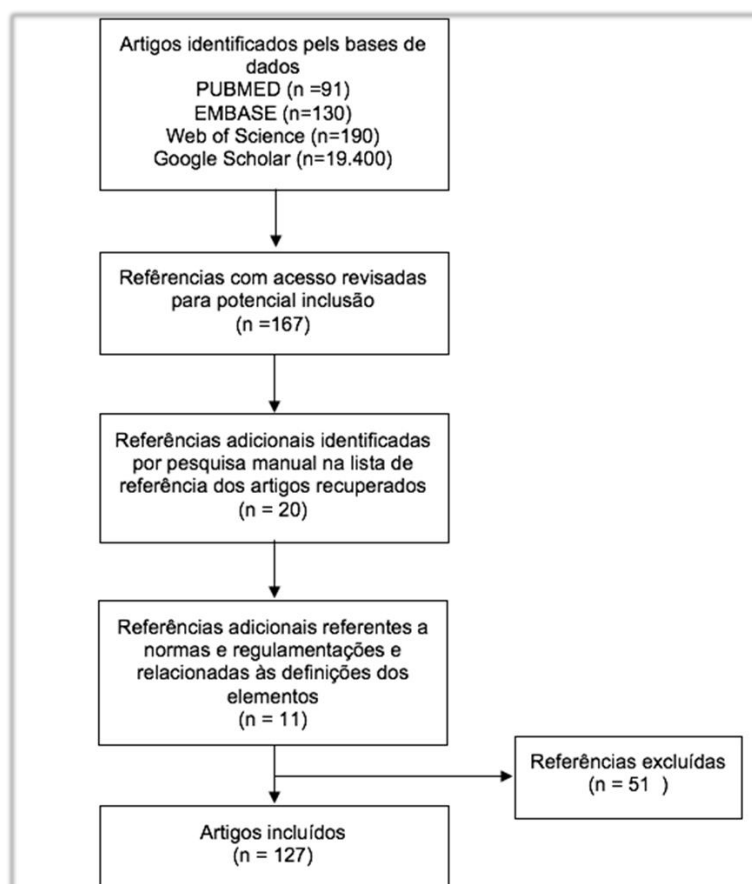 Artigos identificados pels bases de
dados
PUBMED (n =91)
EMBASE (n=130)
Web of Science (n=190)
Google Scholar (n=19.400)
Refêrencias com acesso revisadas
para potencial inclusão
(n =167)
Referências adicionais identificadas
por pesquisa manual na lista de
referência dos artigos recuperados
(n = 20)
Referências adicionais referentes a
normas e regulamentações e
relacionadas às definições dos
elementos
(n = 11)
Referências excluídas
(n = 51 )
Artigos incluídos
(n = 127)